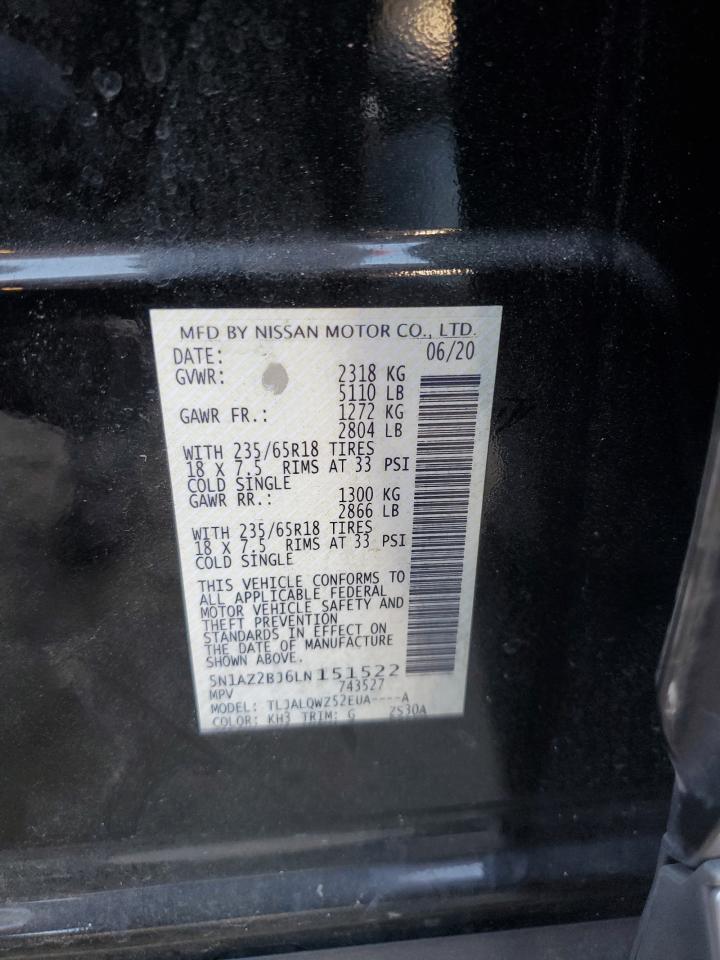 MFD BY NISSAN MOTOR CO., LTD.
DATE: 06/20
GVWR: 2318 KG
5110 LB
GAWR FR.: 1272 KG
2804 LB
WITH 235/65R18 TIRES
18 X 7.5 RIMS AT 33 PSI
COLD SINGLE
GAWR RR.: 1300 KG
2866 LB
WITH 235/65R18 TIRES
18 X 7.5 RIMS AT 33 PSI
COLD SINGLE
THIS VEHICLE CONFORMS TO
ALL APPLICABLE FEDERAL
MOTOR VEHICLE SAFETY AND
THEFT PREVENTION
STANDARDS IN EFFECT ON
THE DATE OF MANUFACTURE
SHOWN ABOVE.
5N1AZ2BJ6LN151522
MPV 743527
MODEL: TLJALQWZ52EUA----A
COLOR: KH3 TRIM: G ZS30A